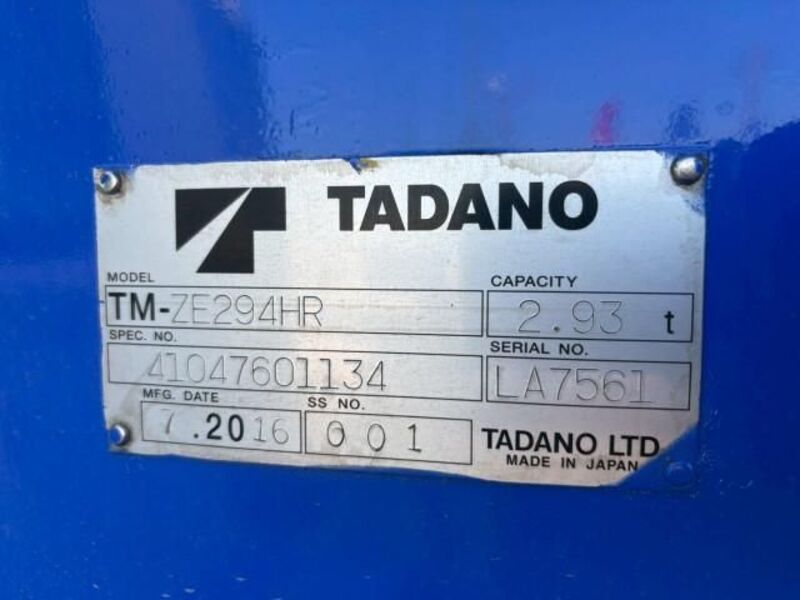 TADANO
MODEL
TM-ZE294HR
CAPACITY
2.93 t
SPEC. NO.
41047601134
SERIAL NO.
LA7561
MFG. DATE
7.2016
SS NO.
001
TADANO LTD
MADE IN JAPAN